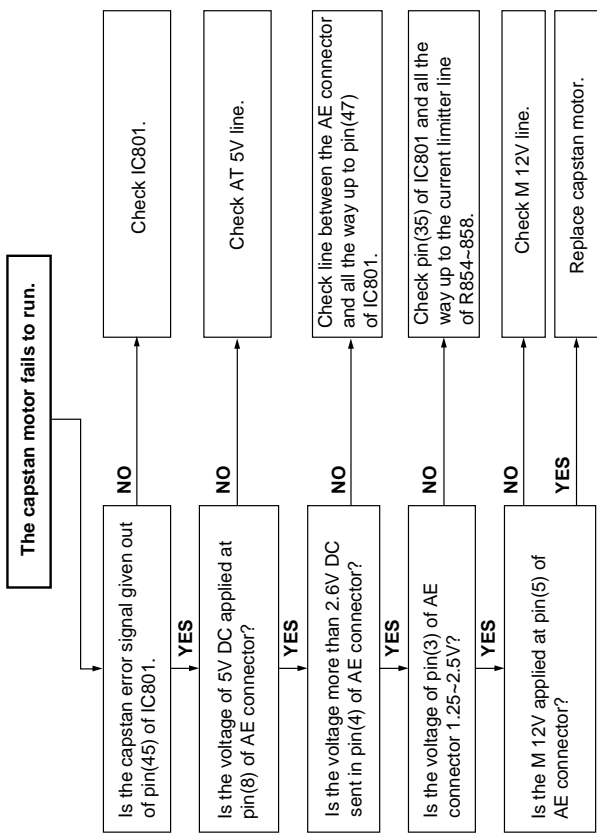 The capstan motor fails to run.
Is the capstan error signal given out
of pin(45) of IC801.
NO
Check IC801.
YES
Is the voltage of 5V DC applied at
pin(8) of AE connector?
NO
Check AT 5V line.
YES
Is the voltage more than 2.6V DC
sent in pin(4) of AE connector?
NO
Check line between the AE connector
and all the way up to pin(47)
of IC801.
YES
Is the voltage of pin(3) of AE
connector 1.25~2.5V?
NO
Check pin(35) of IC801 and all the
way up to the current limitter line
of R854~858.
YES
Is the M 12V applied at pin(5) of
AE connector?
NO
Check M 12V line.
YES
Replace capstan motor.